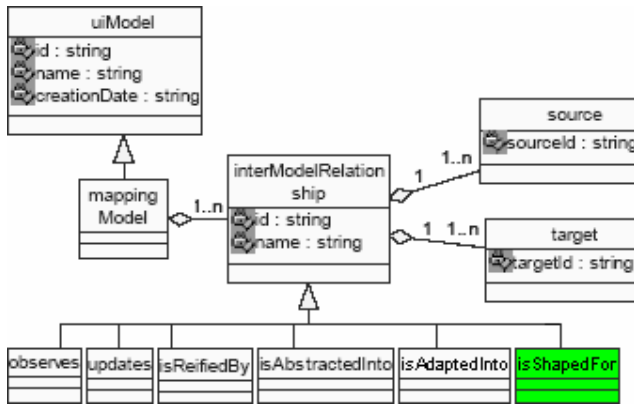 uiModel
id : string
name : string
creationDate : string
source
sourceId : string
1..n
1
interModelRelation
ship
mapping
Model
1..n
id : string
name : string
1
1..n
target
targetId : string
observes
updates
isReifiedBy
isAbstractedInto
isAdaptedInto
isShapedFor